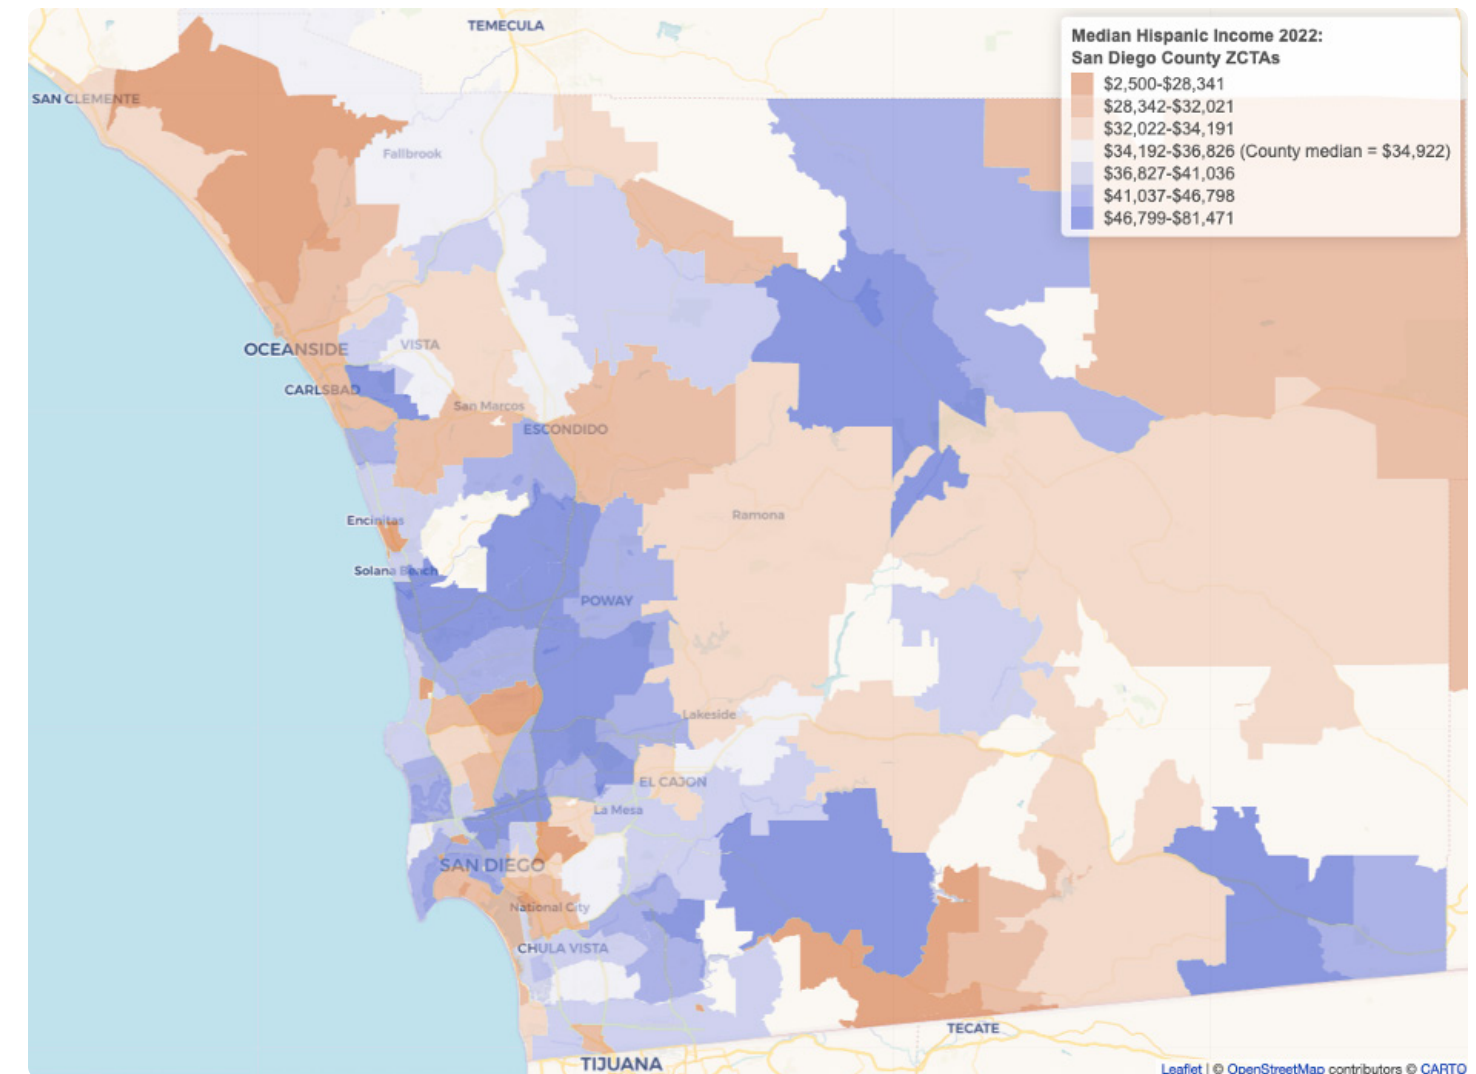 TEMECULA
Median Hispanic Income 2022:
San Diego County ZCTAs
$2,500-$28,341
$28,342-$32,021
$32,022-$34,191
$34,192-$36,826 (County median = $34,922)
$36,827-$41,036
$41,037-$46,798
$46,799-$81,471
SAN CLEMENTE
Fallbrook
OCEANSIDE
VISTA
CARLSBAD
San Marcos
ESCONDIDO
Encinitas
Ramona
Solana Beach
POWAY
Lakeside
EL CAJON
La Mesa
SAN DIEGO
National City
CHULA VISTA
TECATE
TIJUANA
Leaflet | © OpenStreetMap contributors © CARTO